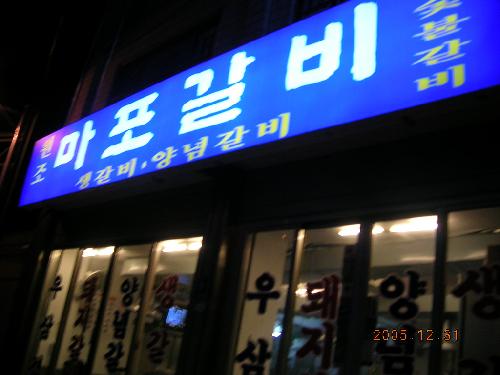 원조
마포갈비
숯불갈비
생갈비·양념갈비
우삼
돼지갈
양념갈
생갈
우삼
돼지
양념
생
2005.12.31